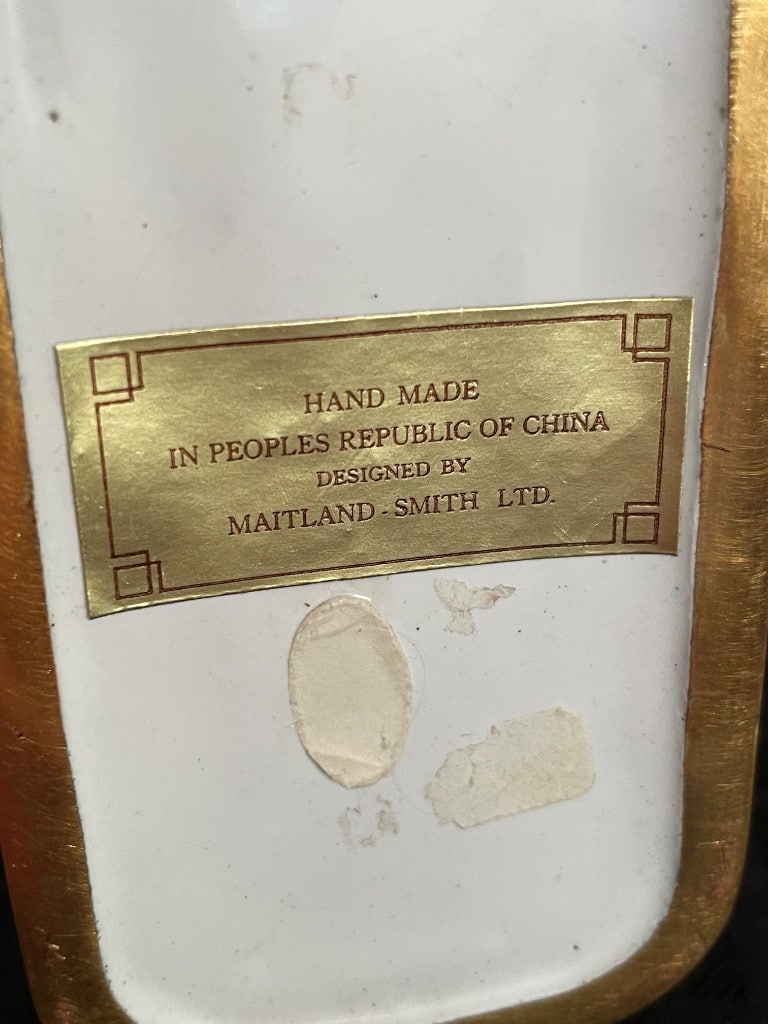 HAND MADE
IN PEOPLES REPUBLIC OF CHINA
DESIGNED BY
MAITLAND - SMITH LTD.